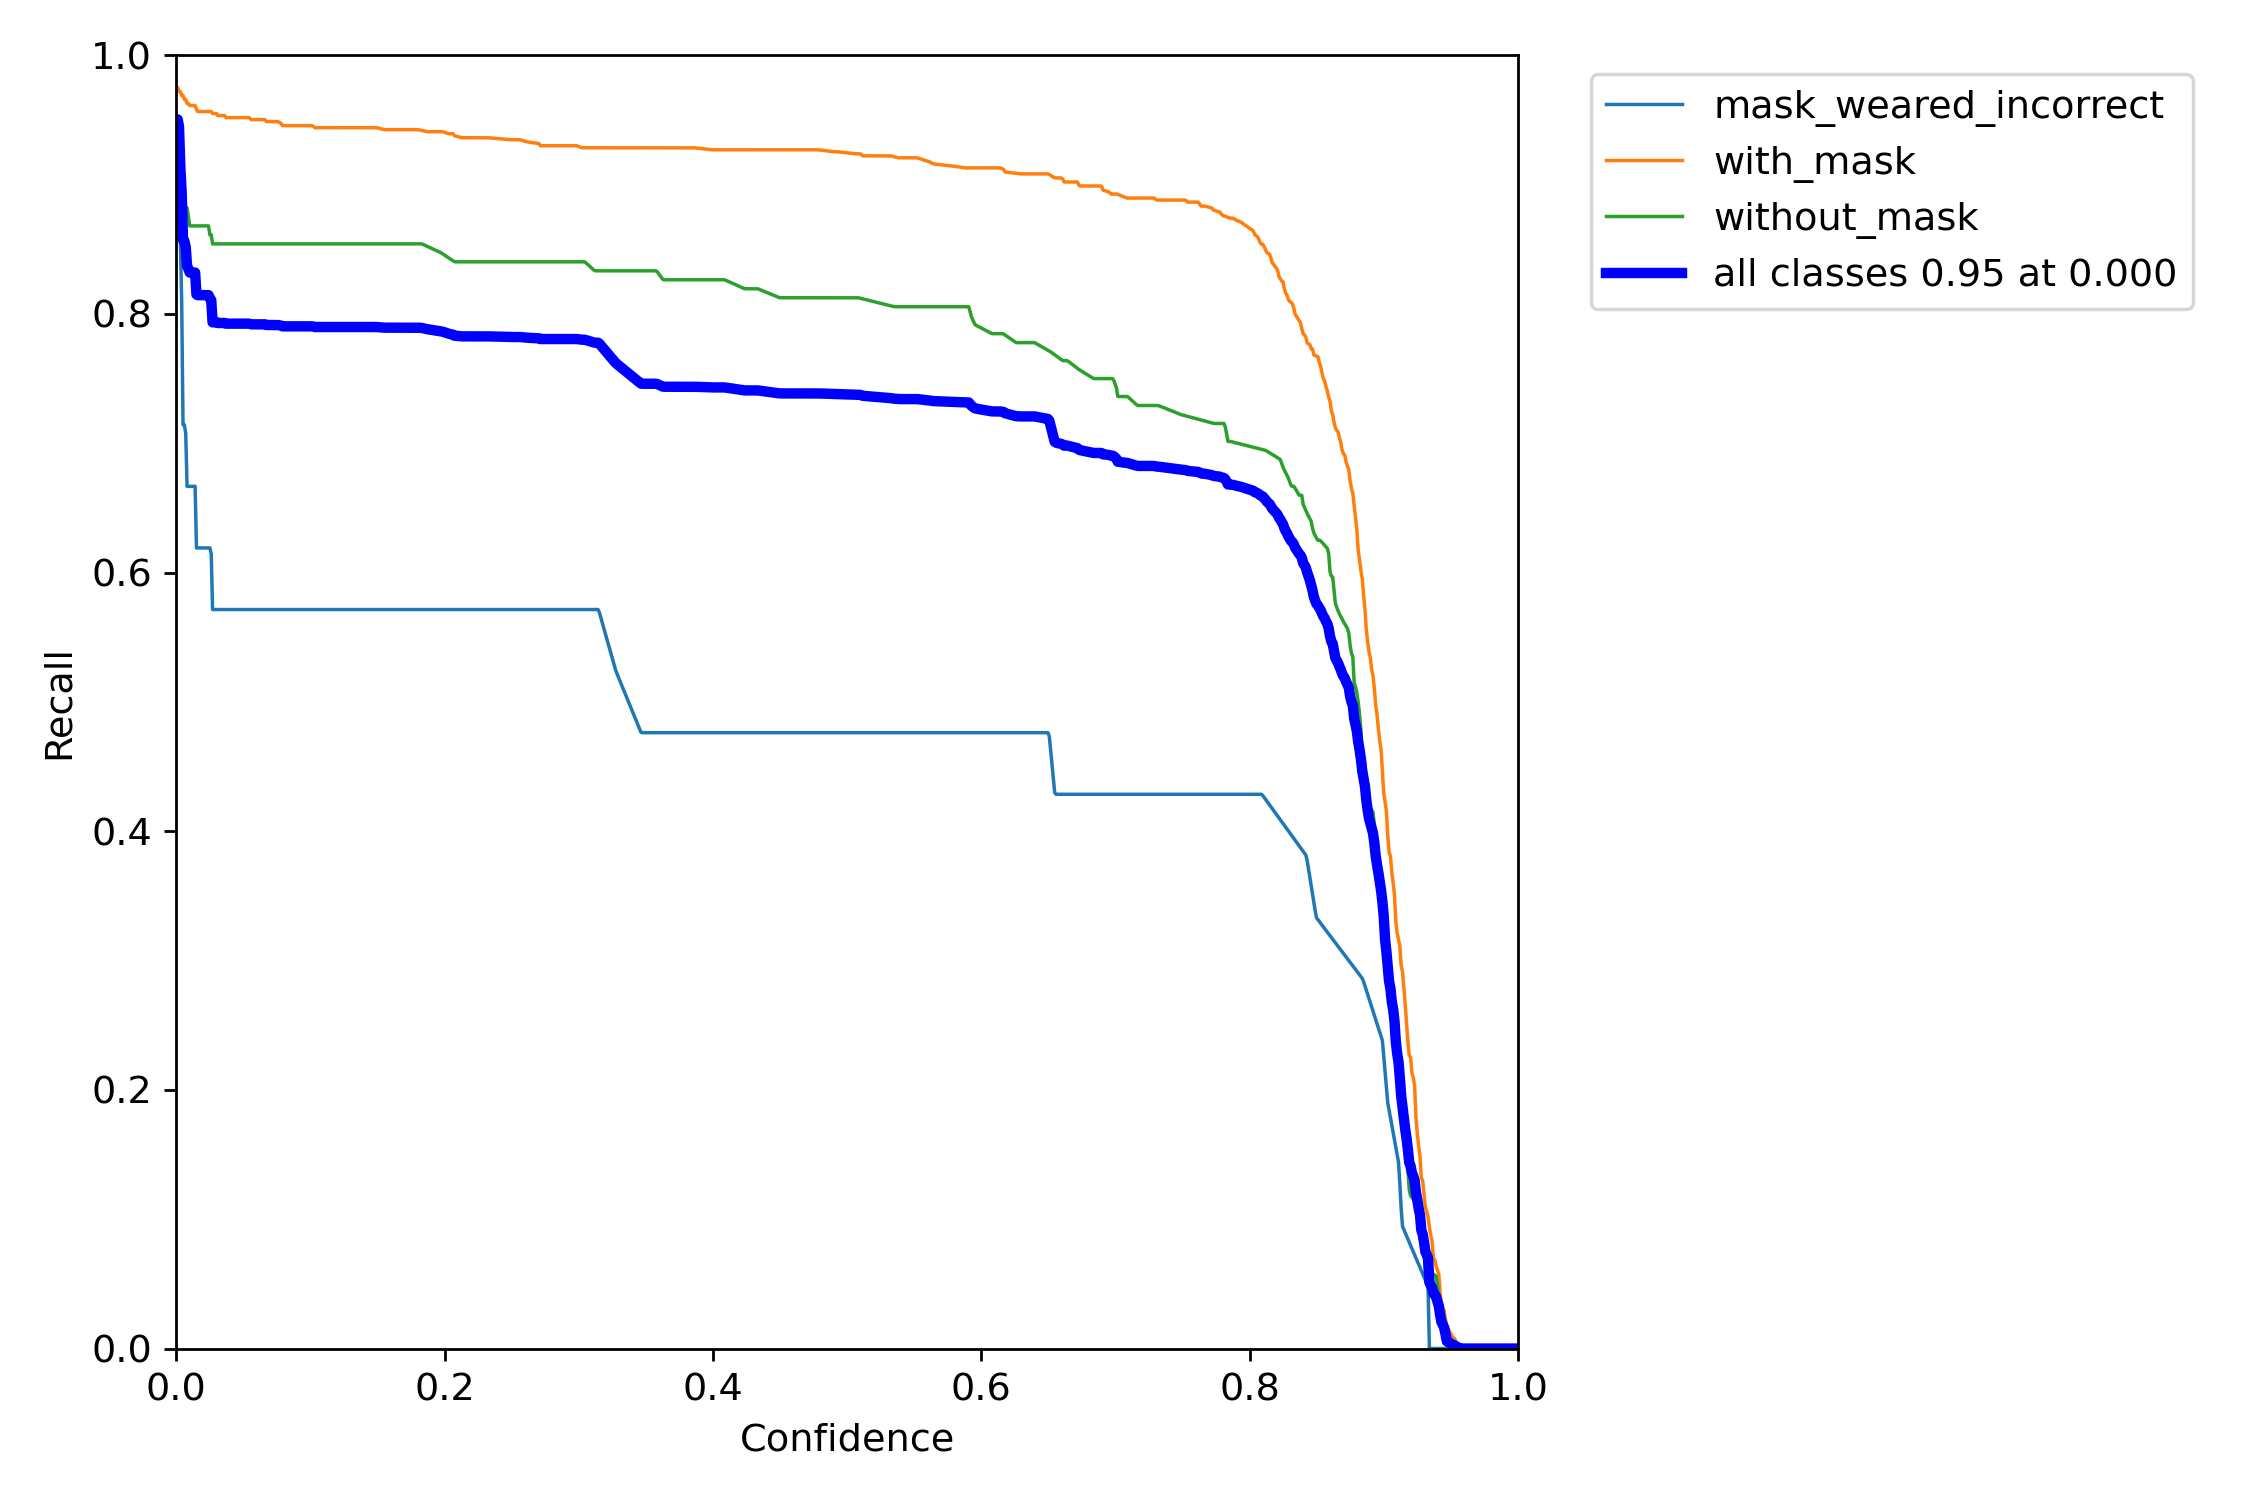 1.0
0.8
0.6
0.4
0.2
0.0
Recall
0.0 0.2 0.4 0.6 0.8 1.0
Confidence
mask_weared_incorrect
with_mask
without_mask
all classes 0.95 at 0.000